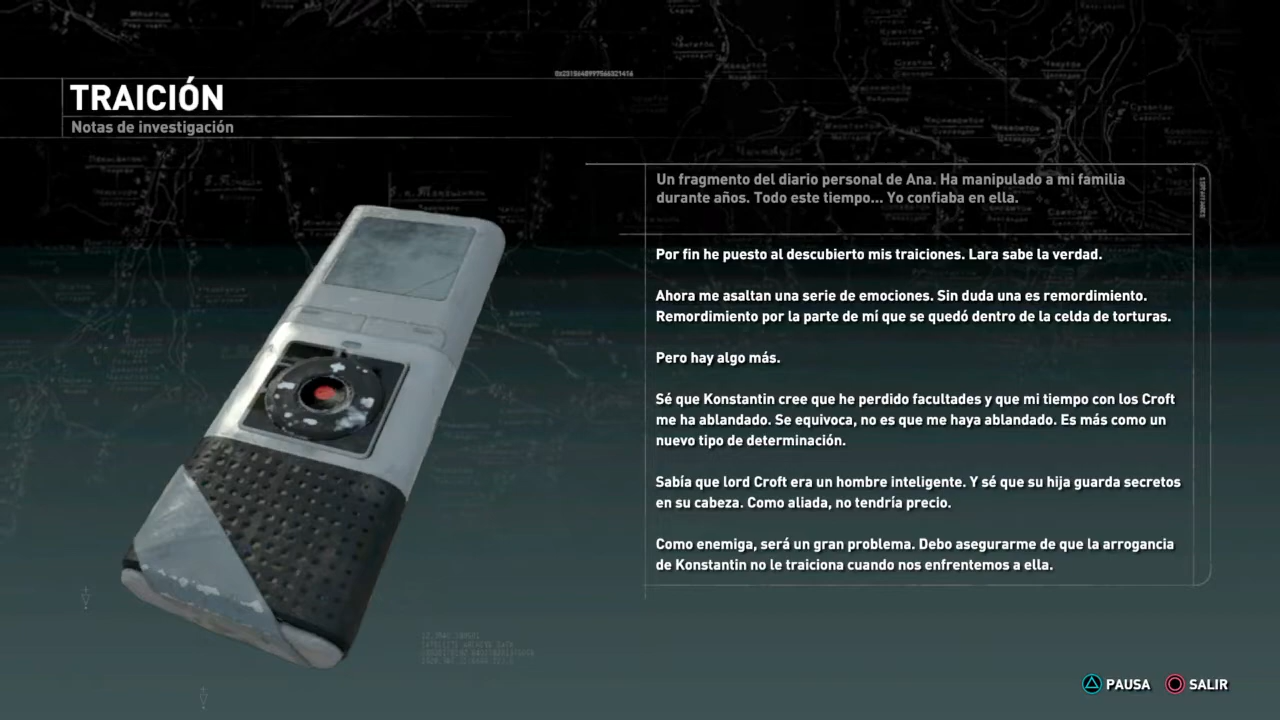 TRAICIÓN
Notas de investigación
Un fragmento del diario personal de Ana. Ha manipulado a mi familia
durante años. Todo este tiempo... Yo confiaba en ella.
Por fin he puesto al descubierto mis traiciones. Lara sabe la verdad.
Ahora me asaltan una serie de emociones. Sin duda una es remordimiento.
Remordimiento por la parte de mí que se quedó dentro de la celda de torturas.
Pero hay algo más.
Sé que Konstantin cree que he perdido facultades y que mi tiempo con los Croft
me ha ablandado. Se equivoca, no es que me haya ablandado. Es más como un
nuevo tipo de determinación.
Sabía que lord Croft era un hombre inteligente. Y sé que su hija guarda secretos
en su cabeza. Como aliada, no tendría precio.
Como enemiga, será un gran problema. Debo asegurarme de que la arrogancia
de Konstantin no le traiciona cuando nos enfrentemos a ella.
PAUSA SALIR